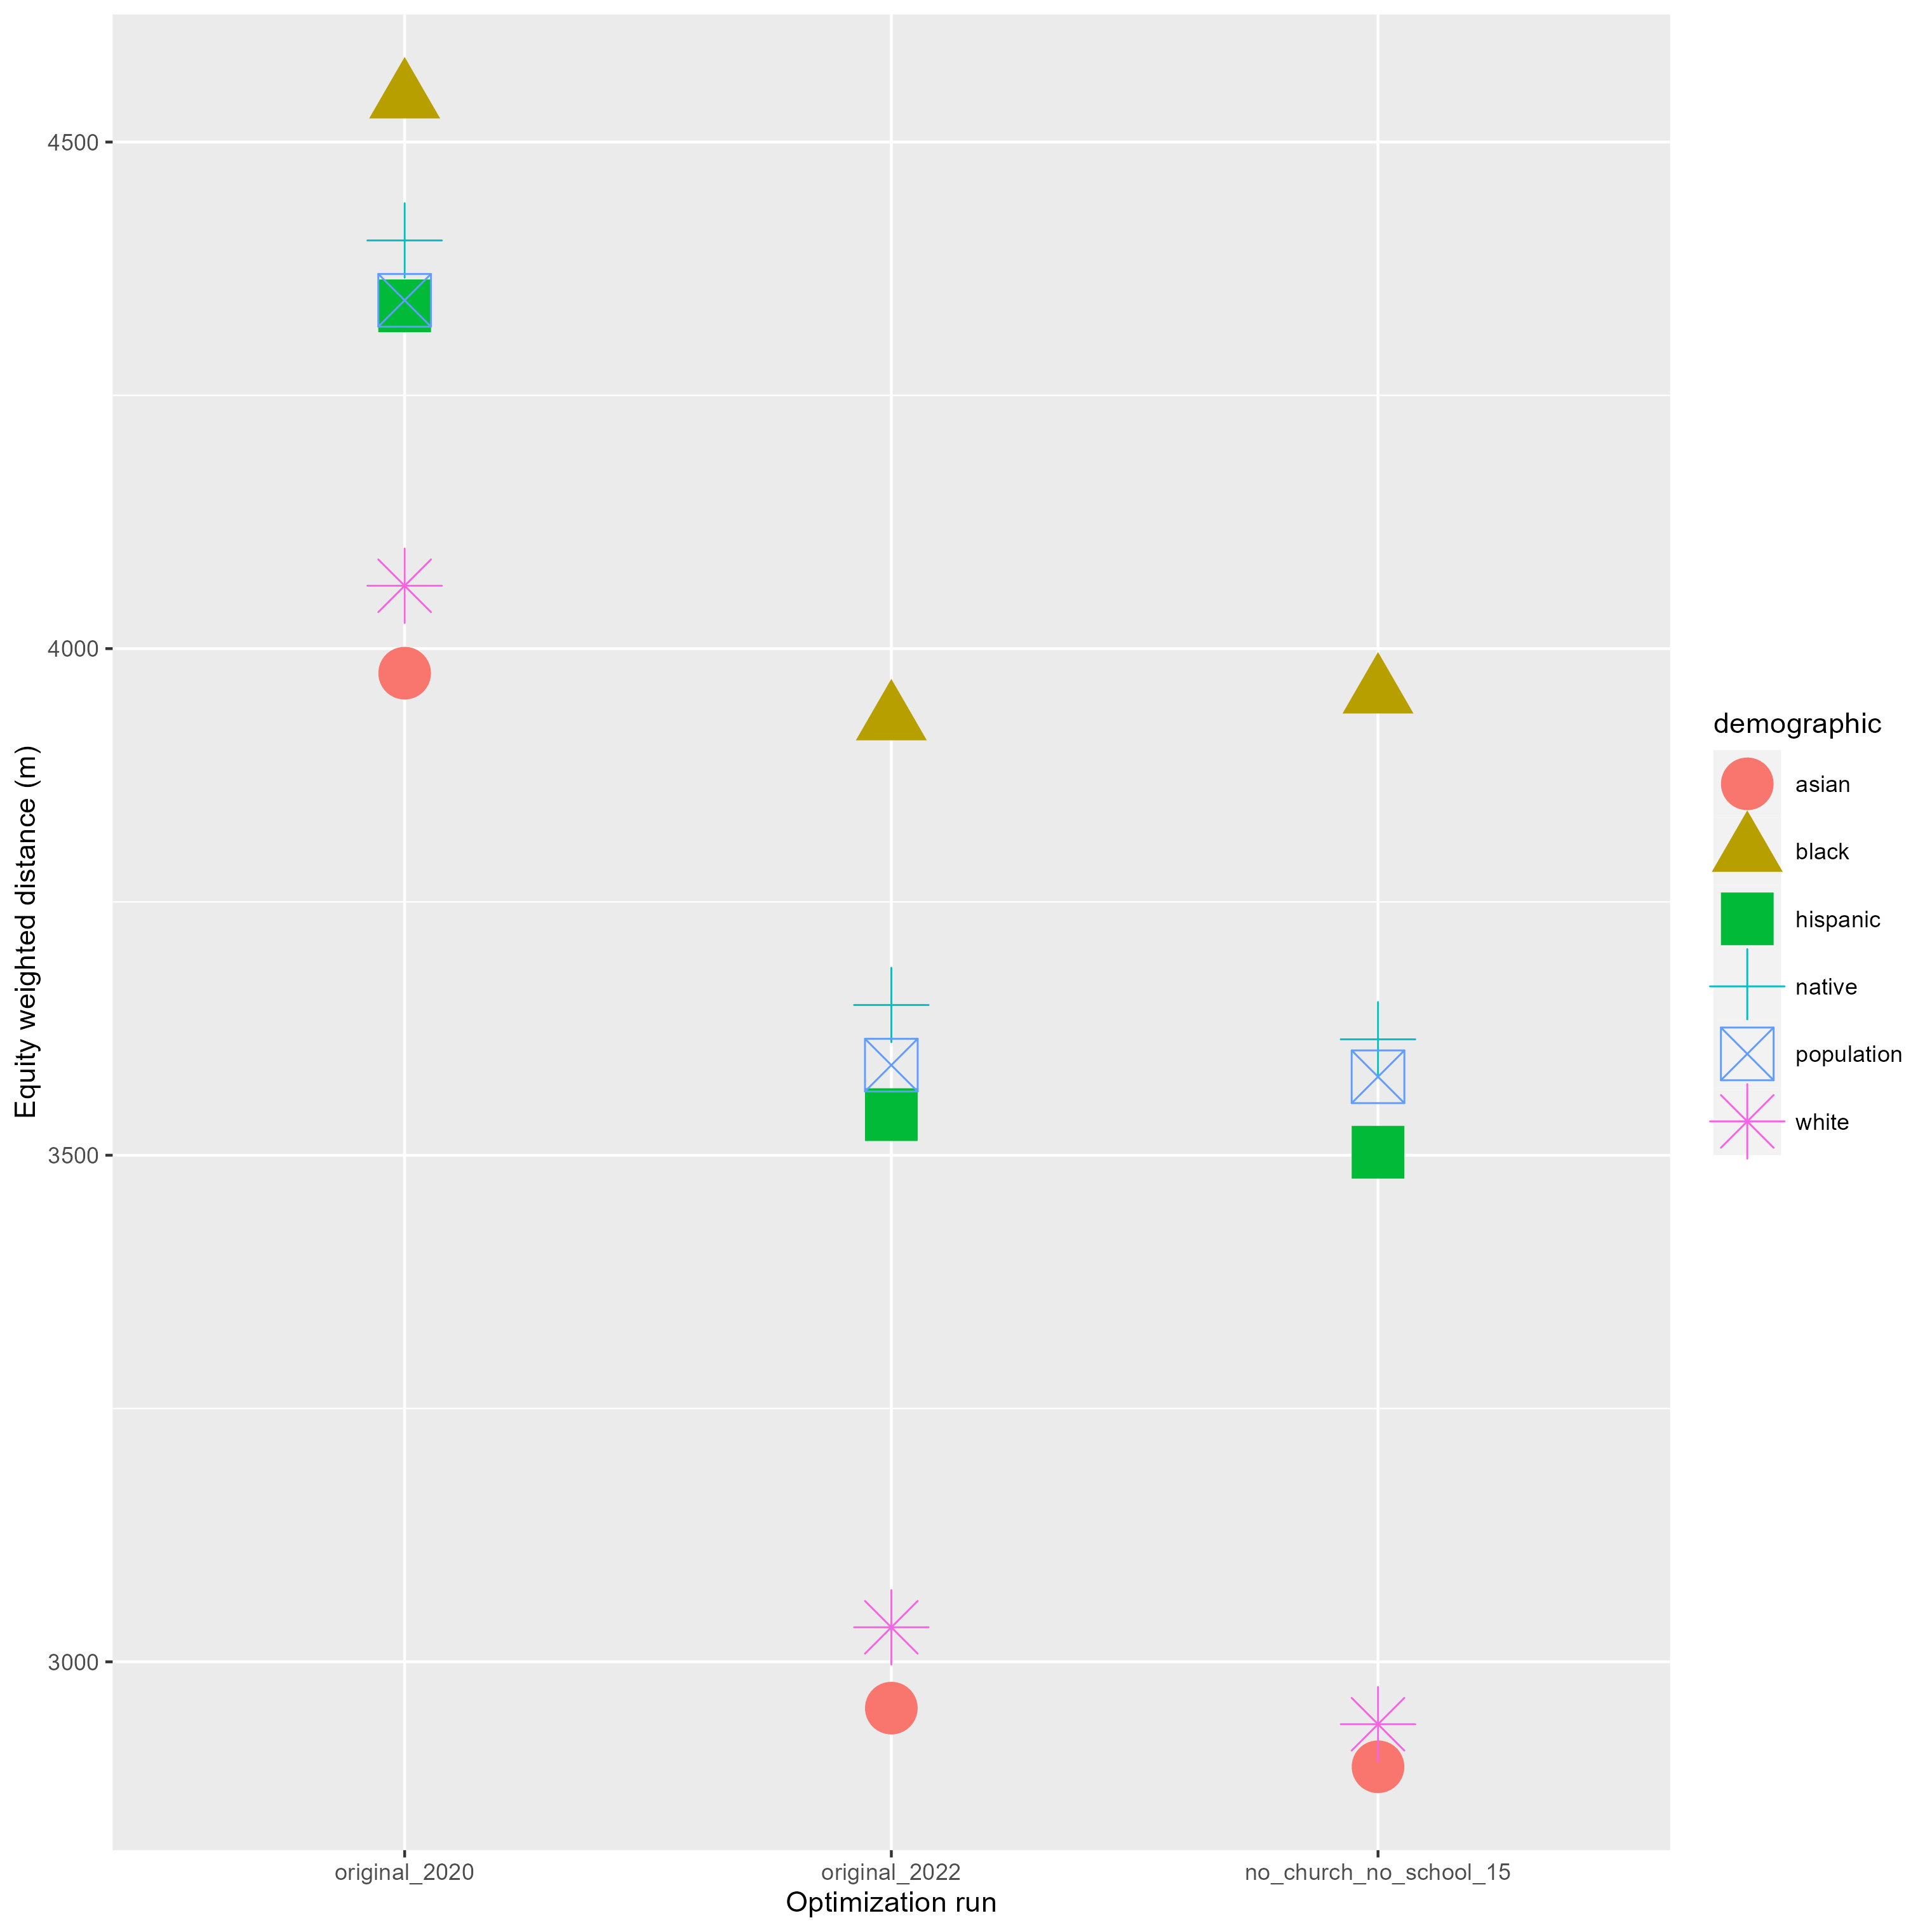 4500
4000
3500
3000
Equity weighted distance (m)
original_2020
original_2022
no_church_no_school_15
Optimization run
demographic
asian
black
hispanic
native
population
white